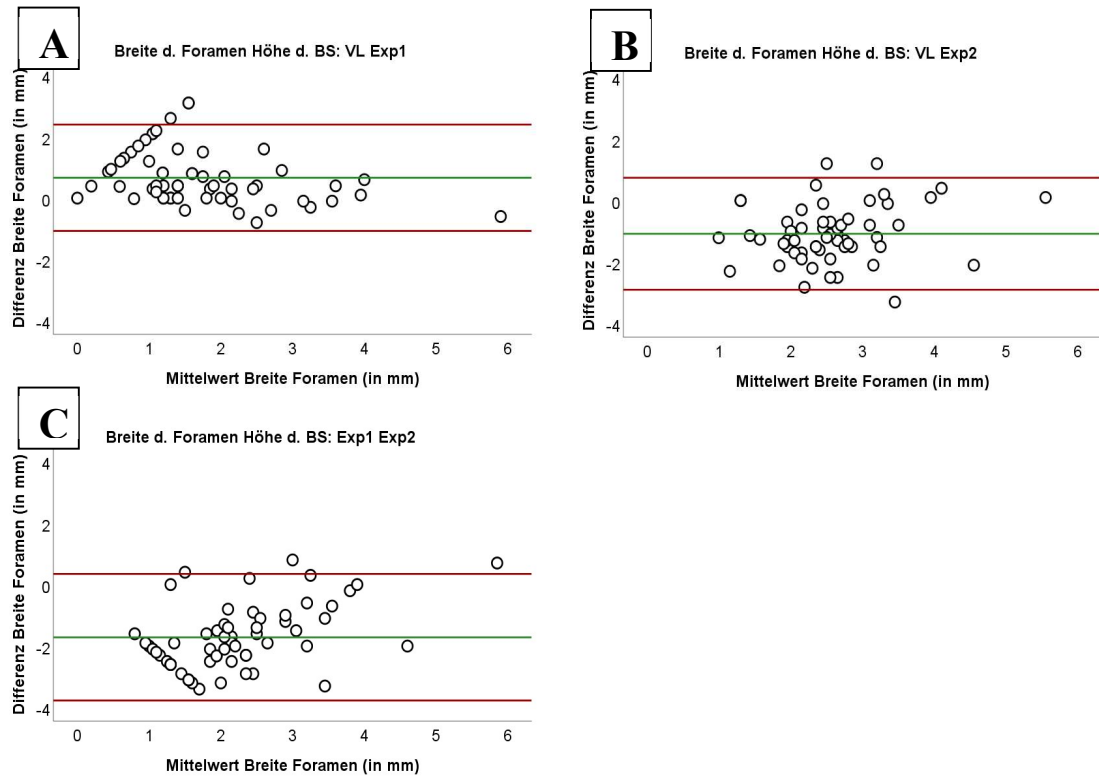 A
Breite d. Foramen Höhe d. BS: VL Exp1
Differenz Breite Foramen (in mm)
4
2
0
-2
-4
0 1 2 3 4 5 6
Mittelwert Breite Foramen (in mm)
B
Breite d. Foramen Höhe d. BS: VL Exp2
Differenz Breite Foramen (in mm)
4
2
0
-2
-4
0 1 2 3 4 5 6
Mittelwert Breite Foramen (in mm)
C
Breite d. Foramen Höhe d. BS: Exp1 Exp2
Differenz Breite Foramen (in mm)
4
2
0
-2
-4
0 1 2 3 4 5 6
Mittelwert Breite Foramen (in mm)